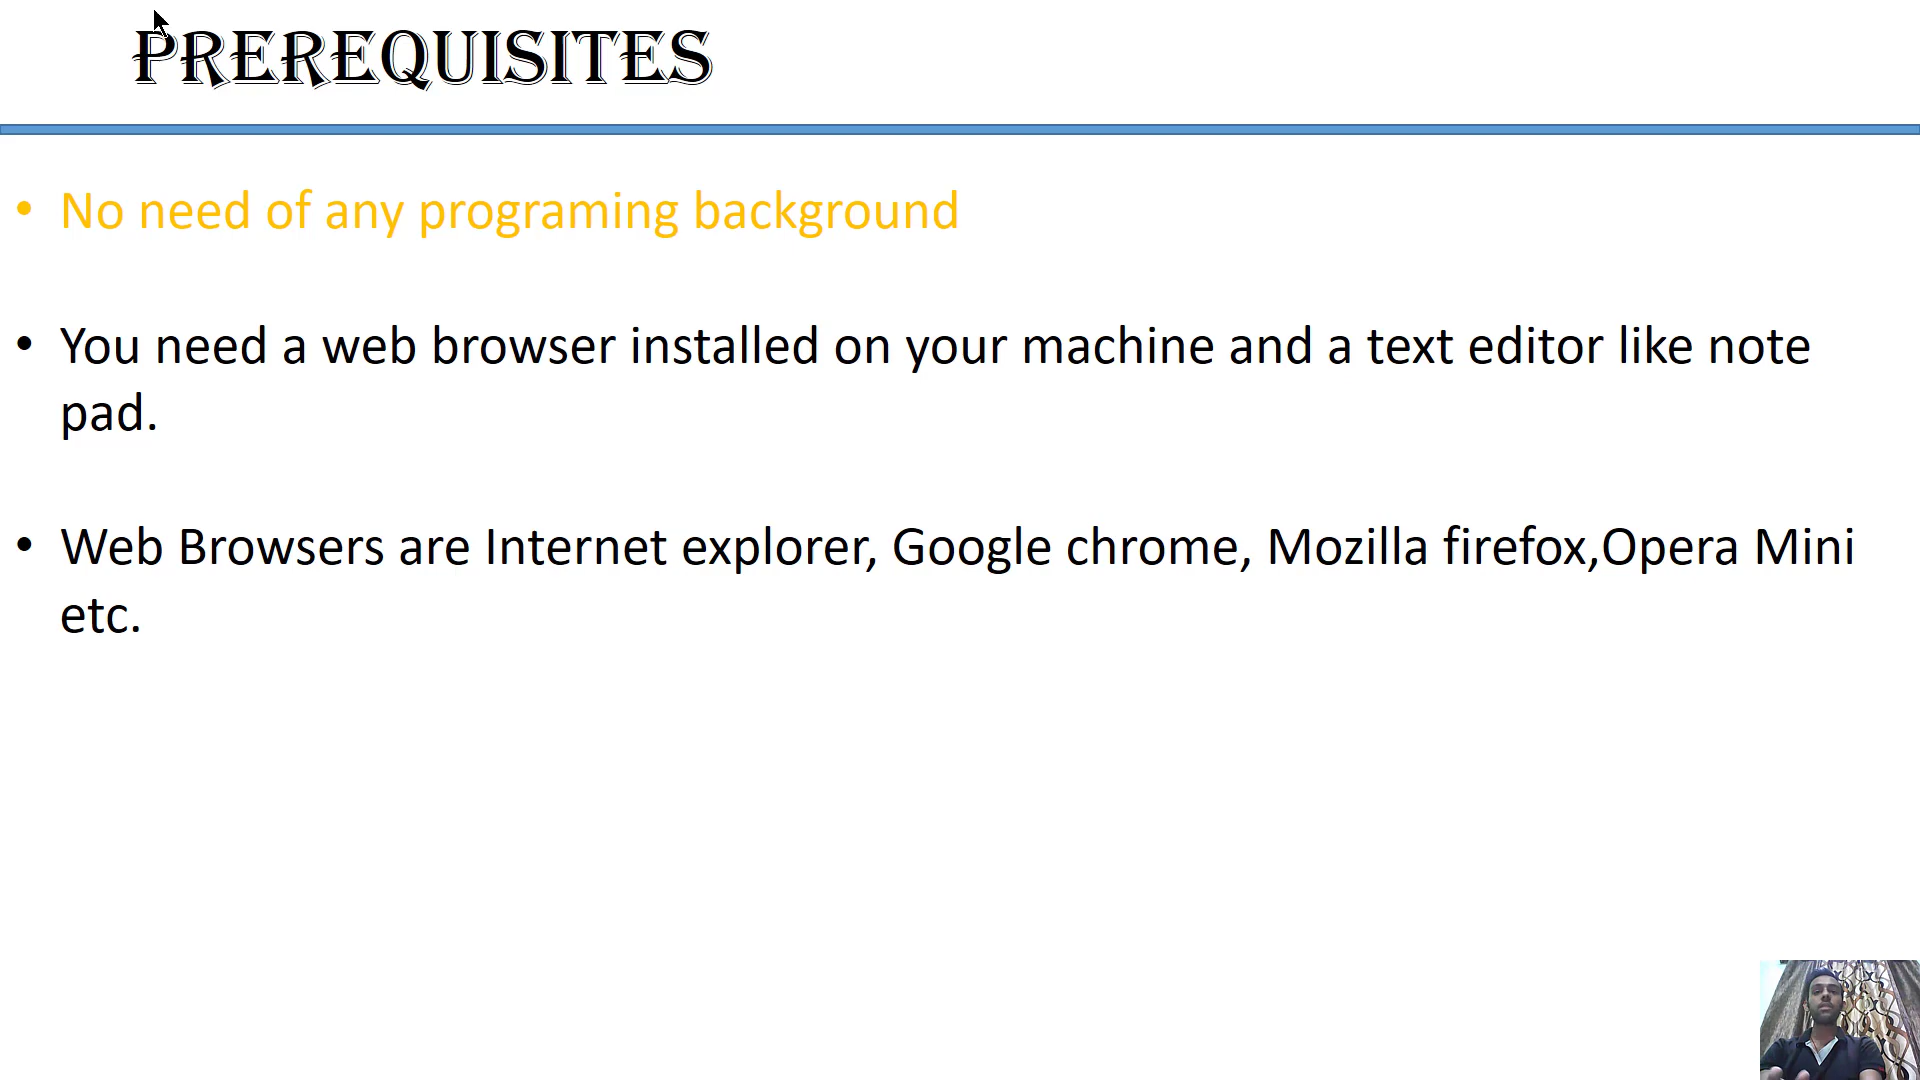 PREREQUISITES
• No need of any programing background
• You need a web browser installed on your machine and a text editor like note
pad.
• Web Browsers are Internet explorer, Google chrome, Mozilla firefox,Opera Mini
etc.